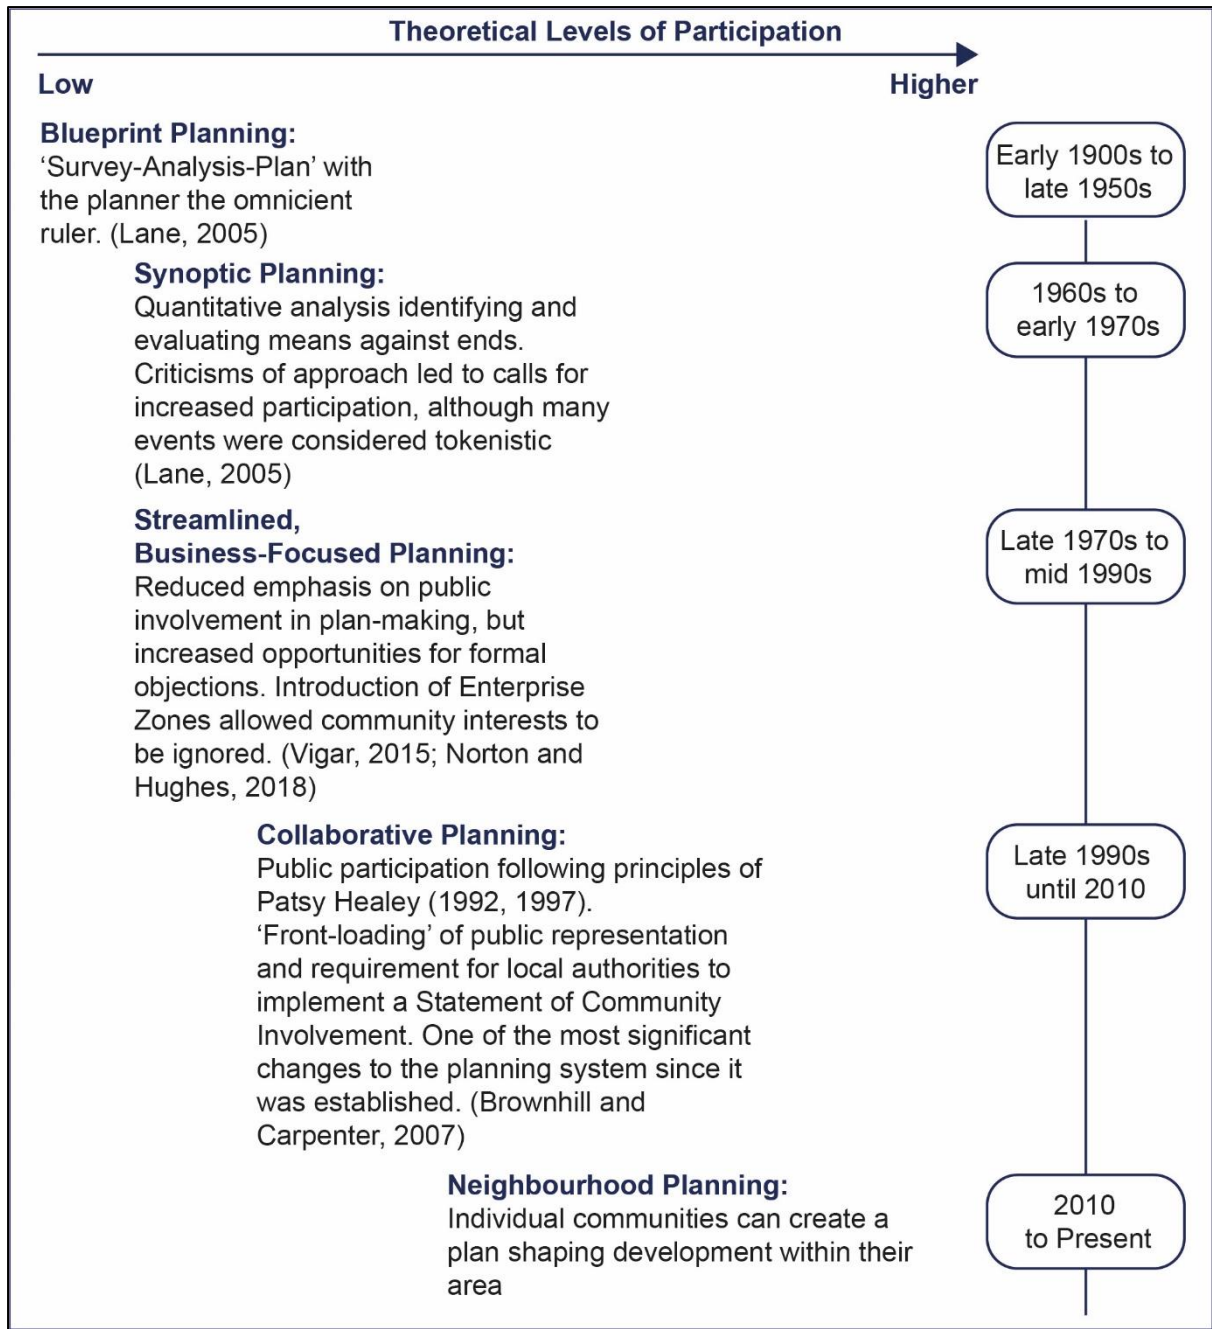 Theoretical Levels of Participation
Low
Higher
Blueprint Planning:
‘Survey-Analysis-Plan’ with
the planner the omnicient
ruler. (Lane, 2005)
Early 1900s to
late 1950s
Synoptic Planning:
Quantitative analysis identifying and
evaluating means against ends.
Criticisms of approach led to calls for
increased participation, although many
events were considered tokenistic
(Lane, 2005)
1960s to
early 1970s
Streamlined,
Business-Focused Planning:
Reduced emphasis on public
involvement in plan-making, but
increased opportunities for formal
objections. Introduction of Enterprise
Zones allowed community interests to
be ignored. (Vigar, 2015; Norton and
Hughes, 2018)
Late 1970s to
mid 1990s
Collaborative Planning:
Public participation following principles of
Patsy Healey (1992, 1997).
‘Front-loading’ of public representation
and requirement for local authorities to
implement a Statement of Community
Involvement. One of the most significant
changes to the planning system since it
was established. (Brownhill and
Carpenter, 2007)
Late 1990s
until 2010
Neighbourhood Planning:
Individual communities can create a
plan shaping development within their
area
2010
to Present